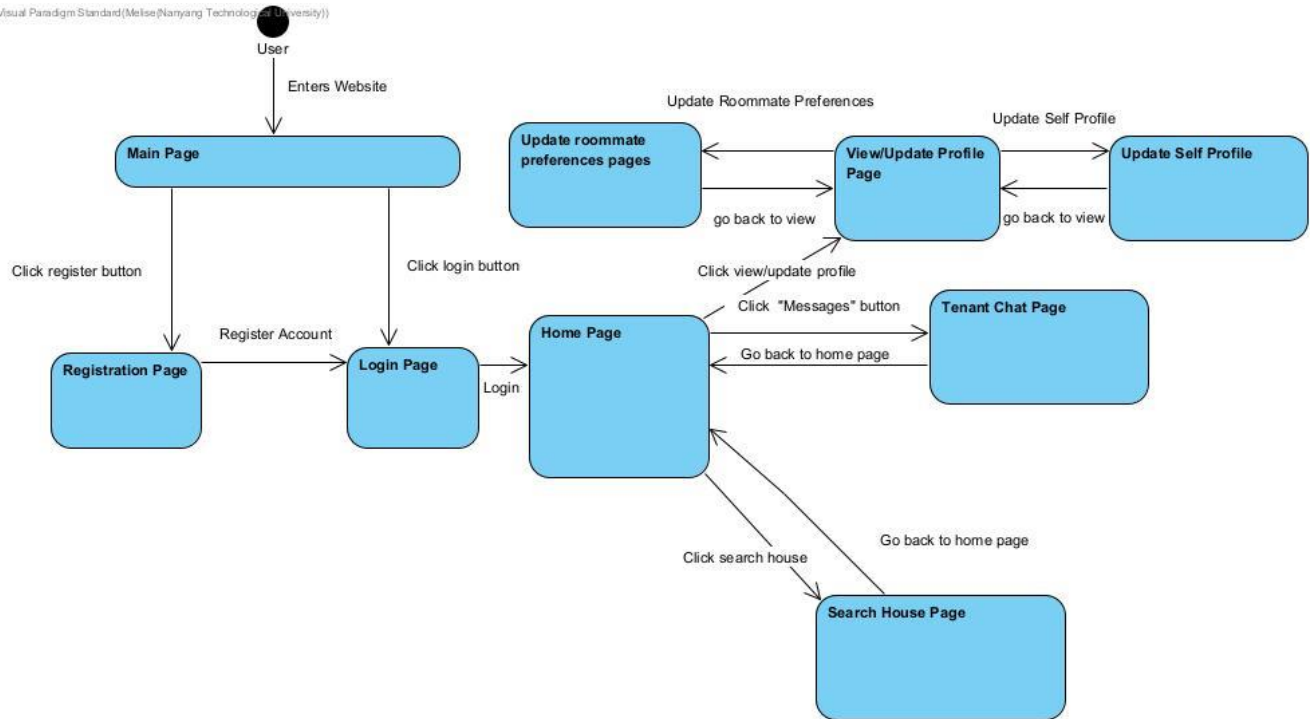 Visual Paradigm Standard(Melise(Nanyang Technological University))
User
Enters Website
Main Page
Click register button
Click login button
Registration Page
Register Account
Login Page
Login
Update Roommate Preferences
Update Self Profile
Update roommate
preferences pages
View/Update Profile
Page
Update Self Profile
go back to view
go back to view
Click view/update profile
Click "Messages" button
Home Page
Tenant Chat Page
Go back to home page
Click search house
Go back to home page
Search House Page